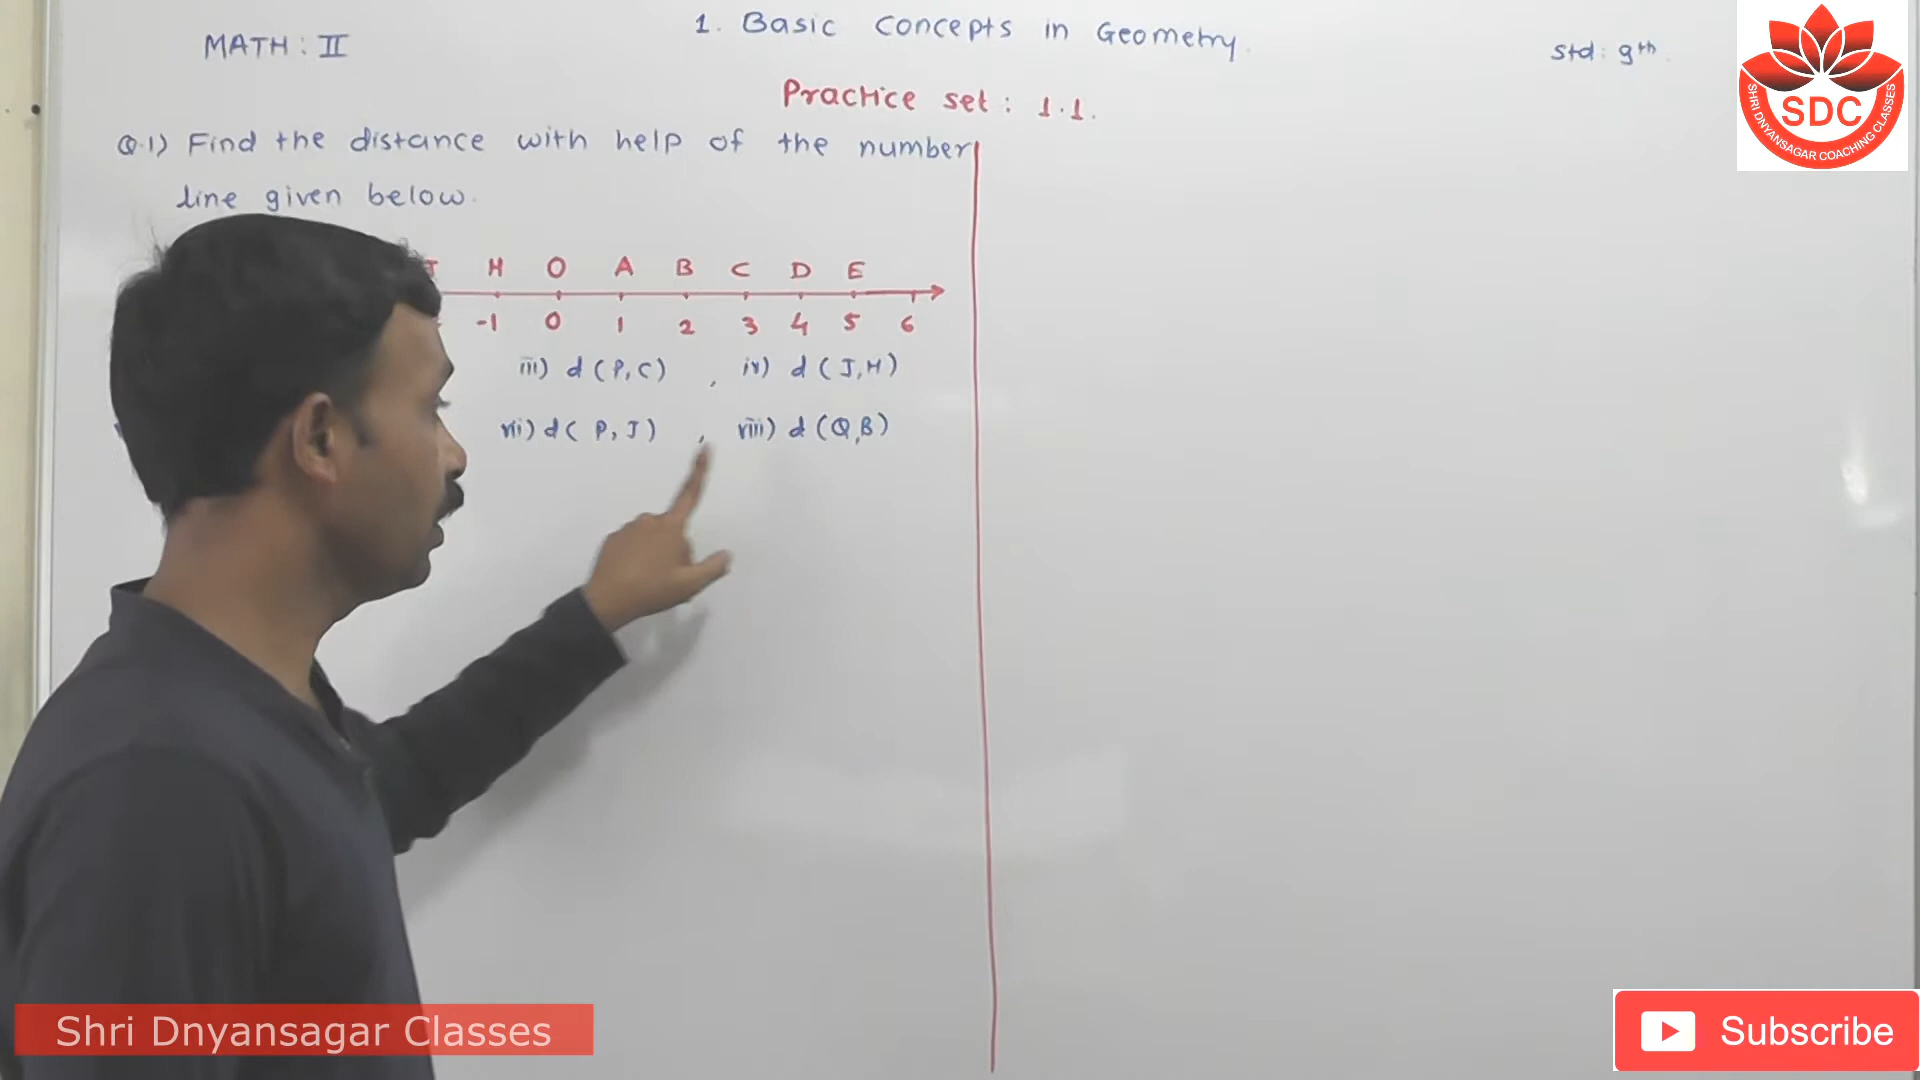 MATH : II
1. Basic Concepts in Geometry.
Std : 9th.
Practice set : 1.1.
Q.1) Find the distance with help of the number
line given below.
H O A B C D E
-1 0 1 2 3 4 5 6
iii) d (P,C) , iv) d (J,H)
vii) d( P, J) , viii) d (Q,B)
SDC
SHRI DNYANSAGAR COACHING CLASSES
Shri Dnyansagar Classes
Subscribe